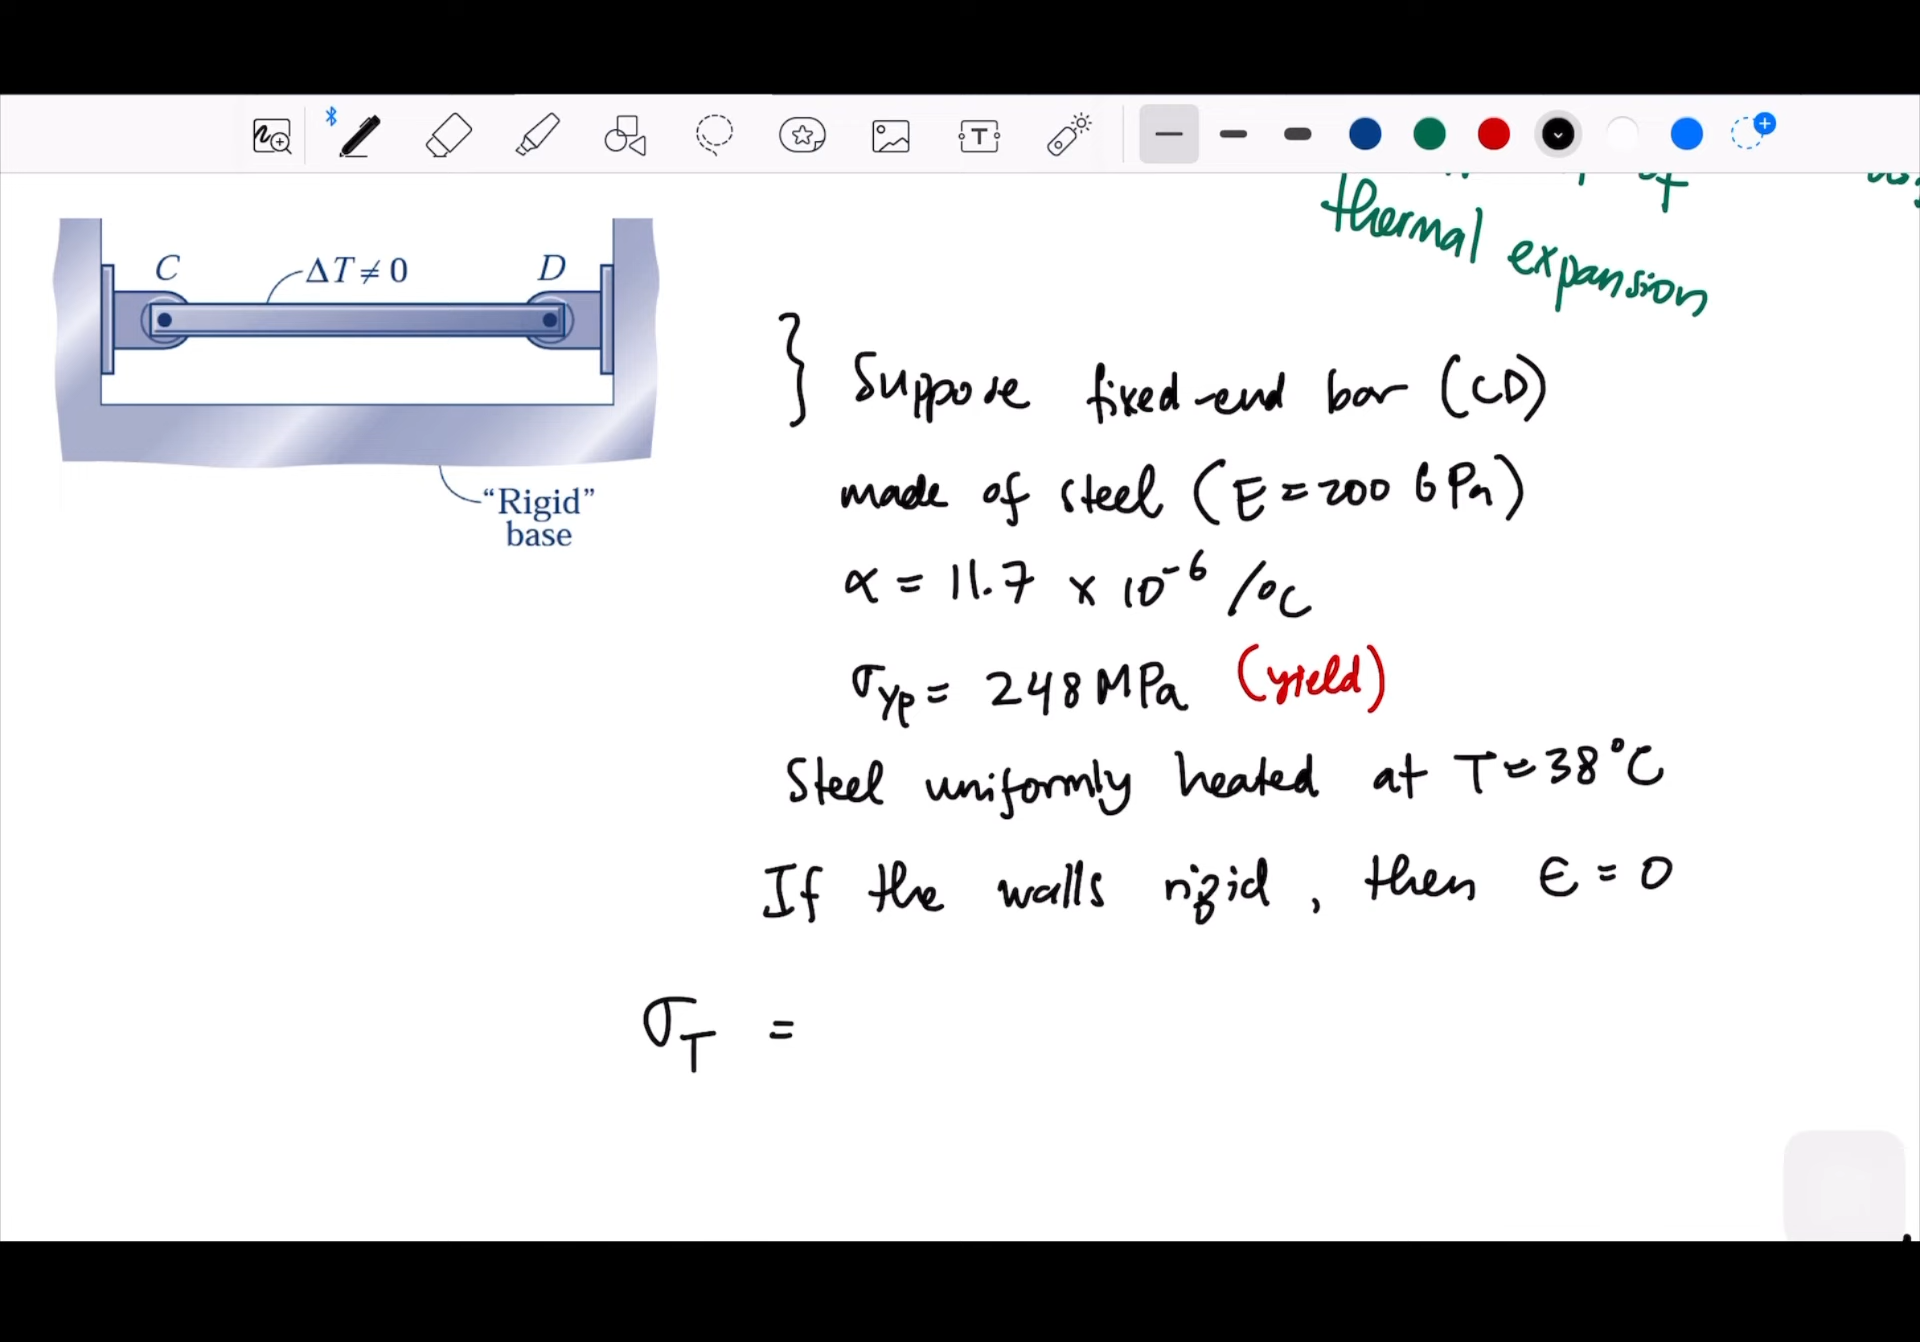 thermal expansion
C ΔT ≠ 0 D
"Rigid"
base
} Suppose fixed-end bar (CD)
made of steel (E = 200 GPa)
α = 11.7 × 10⁻⁶ /°C
σyp = 248 MPa (yield)
Steel uniformly heated at T = 38°C
If the walls rigid, then ε = 0
σT =